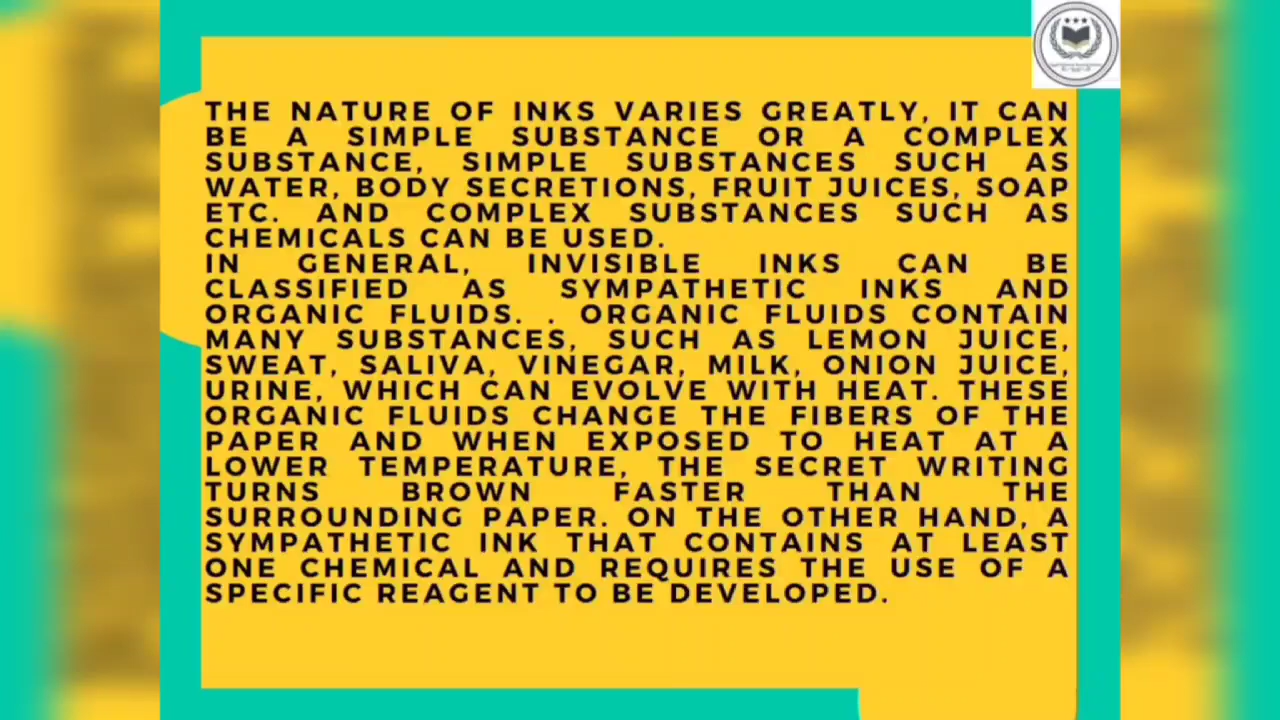 THE NATURE OF INKS VARIES GREATLY, IT CAN
BE A SIMPLE SUBSTANCE OR A COMPLEX
SUBSTANCE, SIMPLE SUBSTANCES SUCH AS
WATER, BODY SECRETIONS, FRUIT JUICES, SOAP
ETC. AND COMPLEX SUBSTANCES SUCH AS
CHEMICALS CAN BE USED.
IN GENERAL, INVISIBLE INKS CAN BE
CLASSIFIED AS SYMPATHETIC INKS AND
ORGANIC FLUIDS. . ORGANIC FLUIDS CONTAIN
MANY SUBSTANCES, SUCH AS LEMON JUICE,
SWEAT, SALIVA, VINEGAR, MILK, ONION JUICE,
URINE, WHICH CAN EVOLVE WITH HEAT. THESE
ORGANIC FLUIDS CHANGE THE FIBERS OF THE
PAPER AND WHEN EXPOSED TO HEAT AT A
LOWER TEMPERATURE, THE SECRET WRITING
TURNS BROWN FASTER THAN THE
SURROUNDING PAPER. ON THE OTHER HAND, A
SYMPATHETIC INK THAT CONTAINS AT LEAST
ONE CHEMICAL AND REQUIRES THE USE OF A
SPECIFIC REAGENT TO BE DEVELOPED.